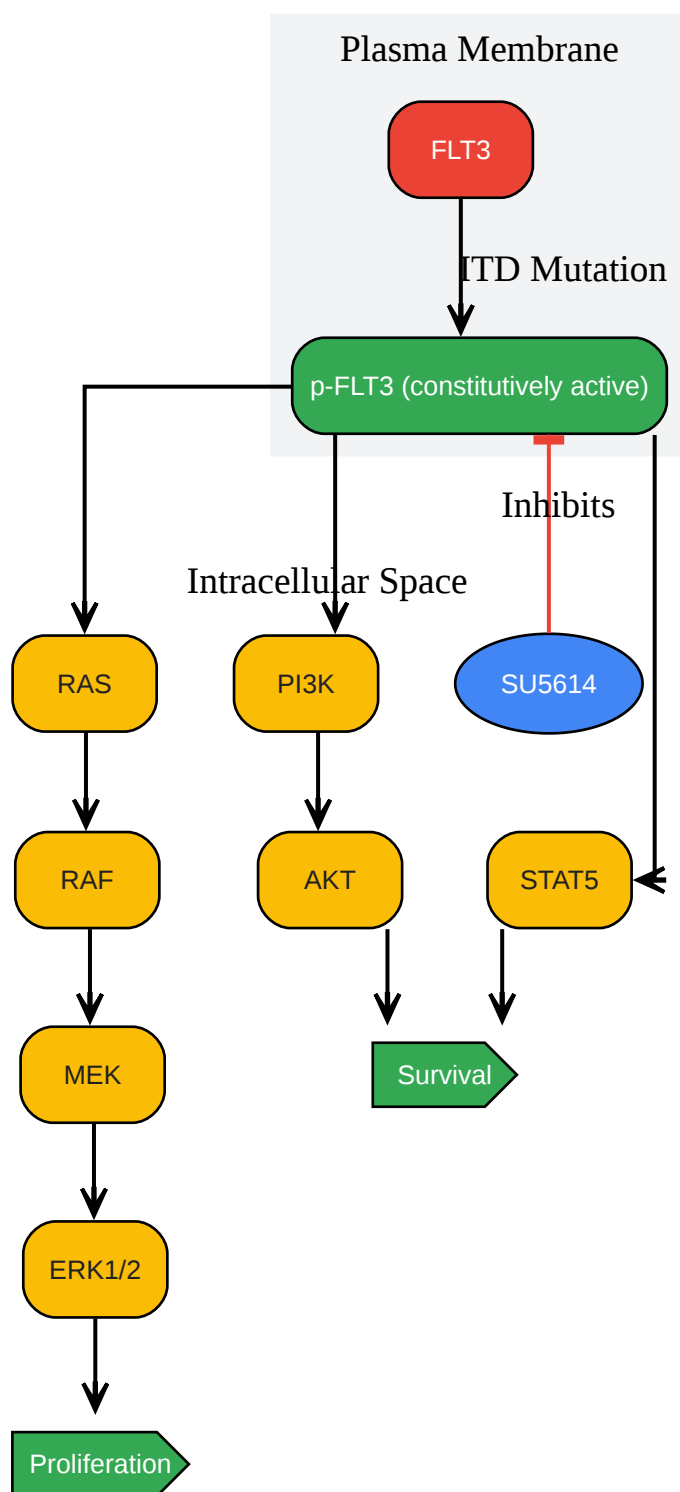 Plasma Membrane
FLT3
ITD Mutation
p-FLT3 (constitutively active)
Inhibits
Intracellular Space
RAS
PI3K
SU5614
RAF
AKT
STAT5
MEK
Survival
ERK1/2
Proliferation